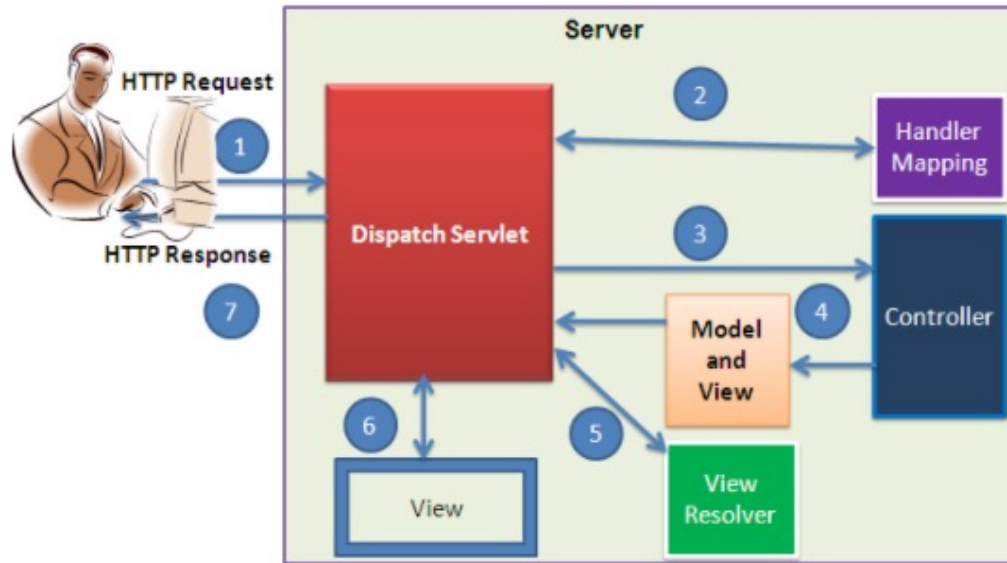 Server
HTTP Request
1
2
Handler
Mapping
Dispatch Servlet
3
HTTP Response
7
4
Controller
Model
and
View
6
5
View
View
Resolver